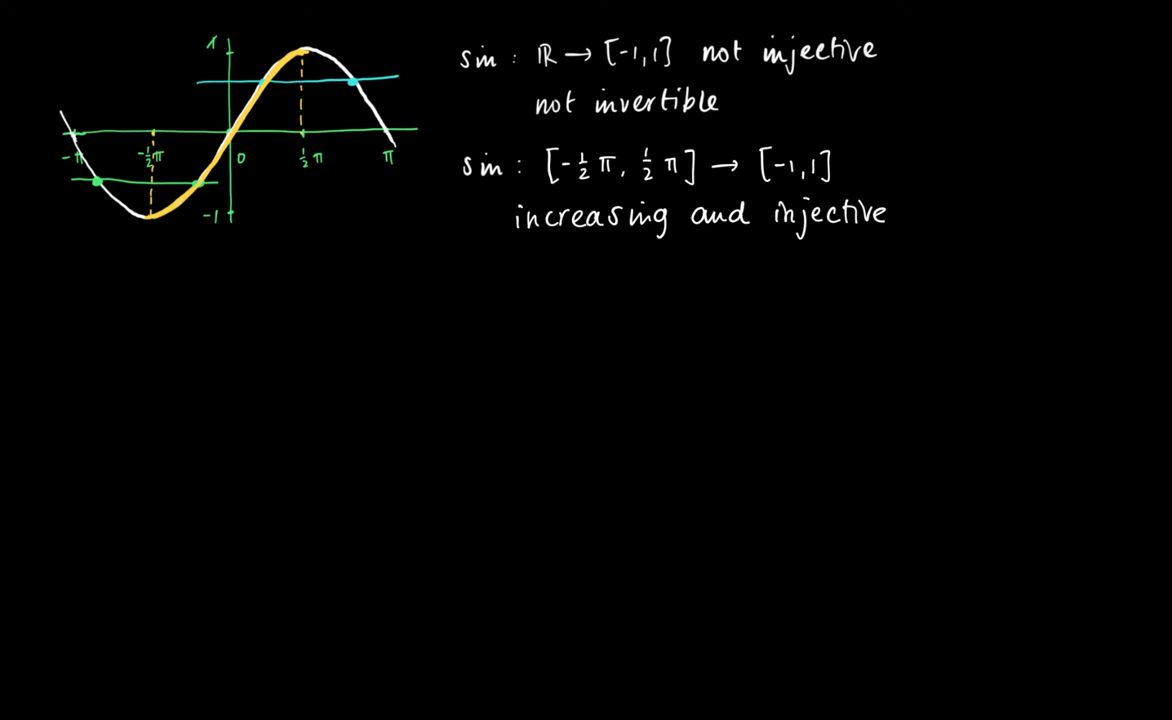 1
-π
-½π
0
½π
π
-1
sin : ℝ → [-1,1] not injective
not invertible
sin : [-½π, ½π] → [-1,1]
increasing and injective